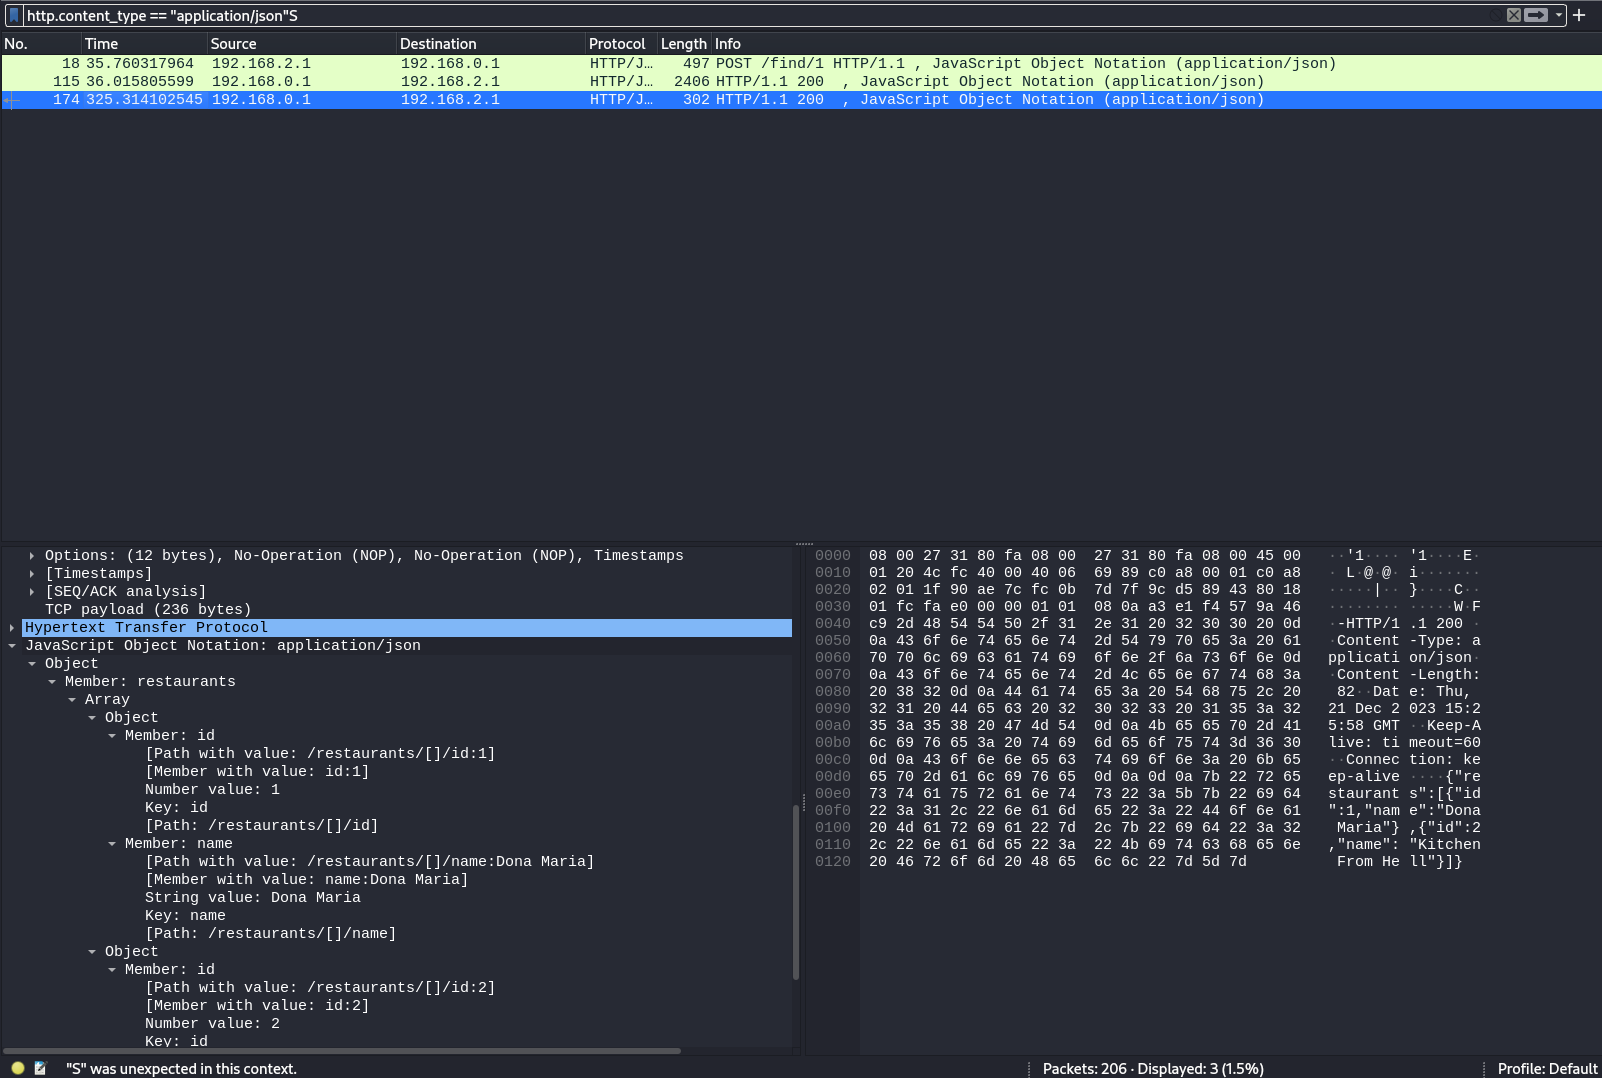 http.content_type == "application/json"S
No. Time Source Destination Protocol Length Info
18 35.760317964 192.168.2.1 192.168.0.1 HTTP/J… 497 POST /find/1 HTTP/1.1 , JavaScript Object Notation (application/json)
115 36.015805599 192.168.0.1 192.168.2.1 HTTP/J… 2406 HTTP/1.1 200  , JavaScript Object Notation (application/json)
174 325.314102545 192.168.0.1 192.168.2.1 HTTP/J… 302 HTTP/1.1 200  , JavaScript Object Notation (application/json)
Options: (12 bytes), No-Operation (NOP), No-Operation (NOP), Timestamps
[Timestamps]
[SEQ/ACK analysis]
TCP payload (236 bytes)
Hypertext Transfer Protocol
JavaScript Object Notation: application/json
Object
Member: restaurants
Array
Object
Member: id
[Path with value: /restaurants/[]/id:1]
[Member with value: id:1]
Number value: 1
Key: id
[Path: /restaurants/[]/id]
Member: name
[Path with value: /restaurants/[]/name:Dona Maria]
[Member with value: name:Dona Maria]
String value: Dona Maria
Key: name
[Path: /restaurants/[]/name]
Object
Member: id
[Path with value: /restaurants/[]/id:2]
[Member with value: id:2]
Number value: 2
Key: id
0000 08 00 27 31 80 fa 08 00 27 31 80 fa 08 00 45 00 ··'1···· '1····E·
0010 01 20 4c fc 40 00 40 06 69 89 c0 a8 00 01 c0 a8 · L·@·@· i·······
0020 02 01 1f 90 ae 7c fc 0b 7d 7f 9c d5 89 43 80 18 ·····|·· }····C··
0030 01 fc fa e0 00 00 01 01 08 0a a3 e1 f4 57 9a 46 ········ ·····W·F
0040 c9 2d 48 54 54 50 2f 31 2e 31 20 32 30 30 20 0d ·-HTTP/1 .1 200 ·
0050 0a 43 6f 6e 74 65 6e 74 2d 54 79 70 65 3a 20 61 ·Content -Type: a
0060 70 70 6c 69 63 61 74 69 6f 6e 2f 6a 73 6f 6e 0d pplicati on/json·
0070 0a 43 6f 6e 74 65 6e 74 2d 4c 65 6e 67 74 68 3a ·Content -Length:
0080 20 38 32 0d 0a 44 61 74 65 3a 20 54 68 75 2c 20  82··Dat e: Thu, 
0090 32 31 20 44 65 63 20 32 30 32 33 20 31 35 3a 32 21 Dec 2 023 15:2
00a0 35 3a 35 38 20 47 4d 54 0d 0a 4b 65 65 70 2d 41 5:58 GMT ··Keep-A
00b0 6c 69 76 65 3a 20 74 69 6d 65 6f 75 74 3d 36 30 live: ti meout=60
00c0 0d 0a 43 6f 6e 6e 65 63 74 69 6f 6e 3a 20 6b 65 ··Connec tion: ke
00d0 65 70 2d 61 6c 69 76 65 0d 0a 0d 0a 7b 22 72 65 ep-alive ····{"re
00e0 73 74 61 75 72 61 6e 74 73 22 3a 5b 7b 22 69 64 staurant s":[{"id
00f0 22 3a 31 2c 22 6e 61 6d 65 22 3a 22 44 6f 6e 61 ":1,"nam e":"Dona
0100 20 4d 61 72 69 61 22 7d 2c 7b 22 69 64 22 3a 32  Maria"} ,{"id":2
0110 2c 22 6e 61 6d 65 22 3a 22 4b 69 74 63 68 65 6e ,"name": "Kitchen
0120 20 46 72 6f 6d 20 48 65 6c 6c 22 7d 5d 7d  From He ll"}]}
"S" was unexpected in this context. Packets: 206 · Displayed: 3 (1.5%) Profile: Default